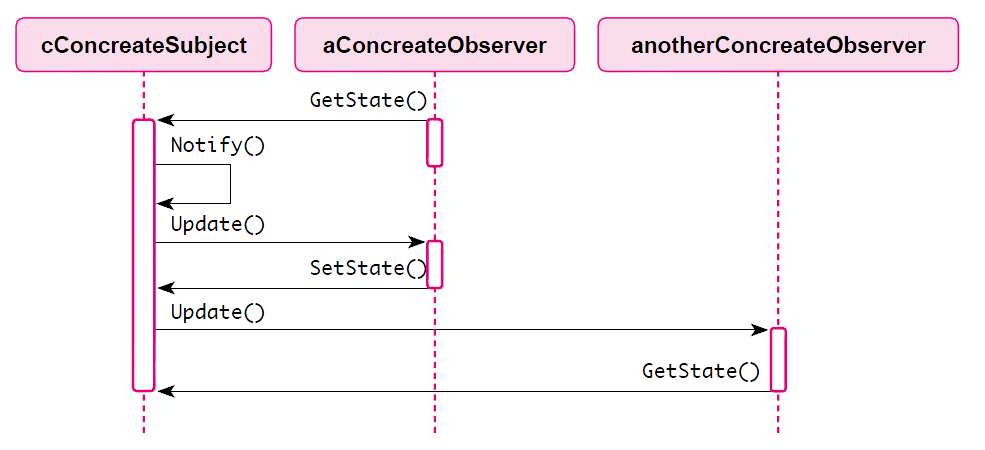 cConcreateSubject
aConcreateObserver
anotherConcreateObserver
GetState()
Notify()
Update()
SetState()
Update()
GetState()